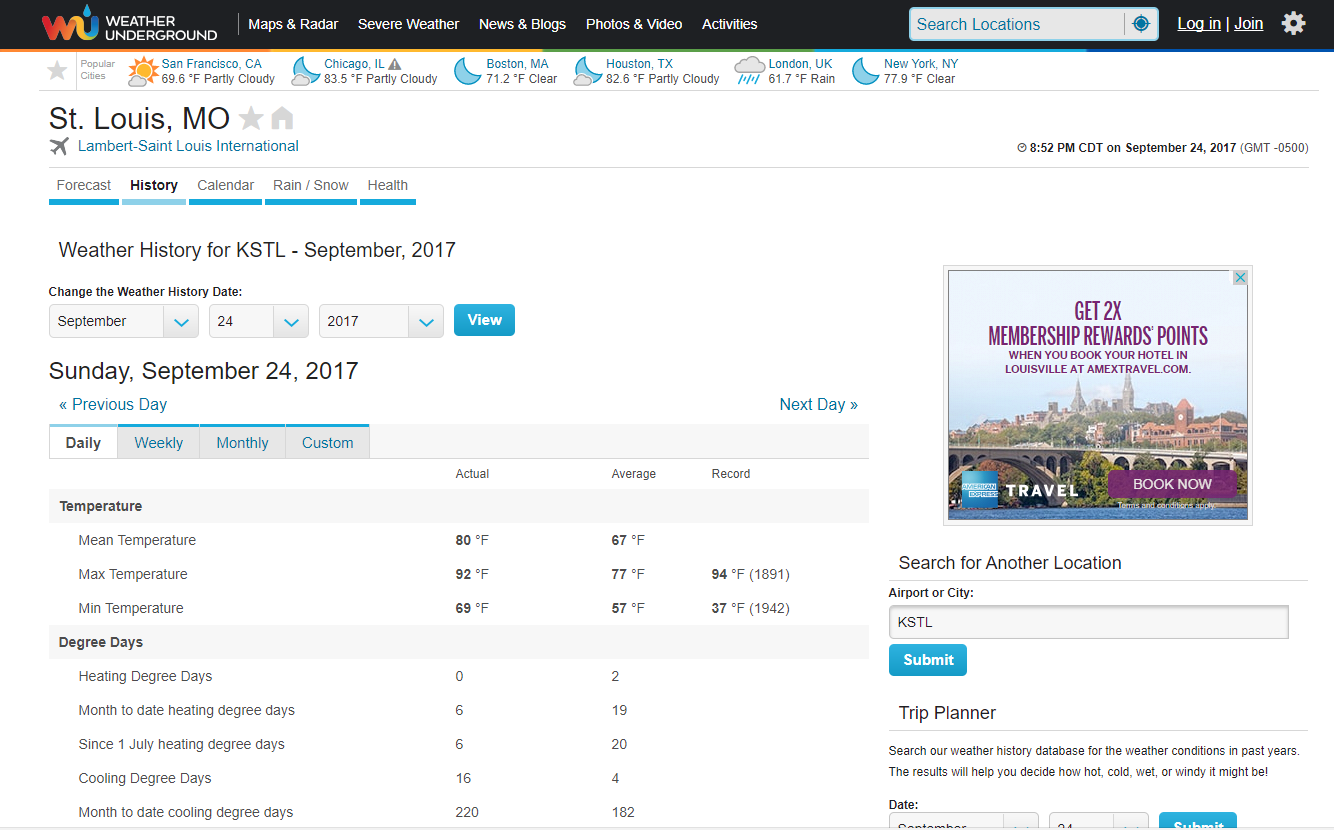 WEATHER UNDERGROUND
Maps & Radar Severe Weather News & Blogs Photos & Video Activities
Search Locations
Log in | Join
Popular Cities
San Francisco, CA
69.6 °F Partly Cloudy
Chicago, IL
83.5 °F Partly Cloudy
Boston, MA
71.2 °F Clear
Houston, TX
82.6 °F Partly Cloudy
London, UK
61.7 °F Rain
New York, NY
77.9 °F Clear
St. Louis, MO
Lambert-Saint Louis International
8:52 PM CDT on September 24, 2017 (GMT -0500)
Forecast History Calendar Rain / Snow Health
Weather History for KSTL - September, 2017
Change the Weather History Date:
September 24 2017 View
Sunday, September 24, 2017
« Previous Day Next Day »
Daily Weekly Monthly Custom
Actual Average Record
Temperature
Mean Temperature 80 °F 67 °F
Max Temperature 92 °F 77 °F 94 °F (1891)
Min Temperature 69 °F 57 °F 37 °F (1942)
Degree Days
Heating Degree Days 0 2
Month to date heating degree days 6 19
Since 1 July heating degree days 6 20
Cooling Degree Days 16 4
Month to date cooling degree days 220 182
GET 2X
MEMBERSHIP REWARDS® POINTS
WHEN YOU BOOK YOUR HOTEL IN
LOUISVILLE AT AMEXTRAVEL.COM.
AMERICAN EXPRESS
TRAVEL
BOOK NOW
Terms and conditions apply.
Search for Another Location
Airport or City:
KSTL
Submit
Trip Planner
Search our weather history database for the weather conditions in past years.
The results will help you decide how hot, cold, wet, or windy it might be!
Date:
September 24 Submit